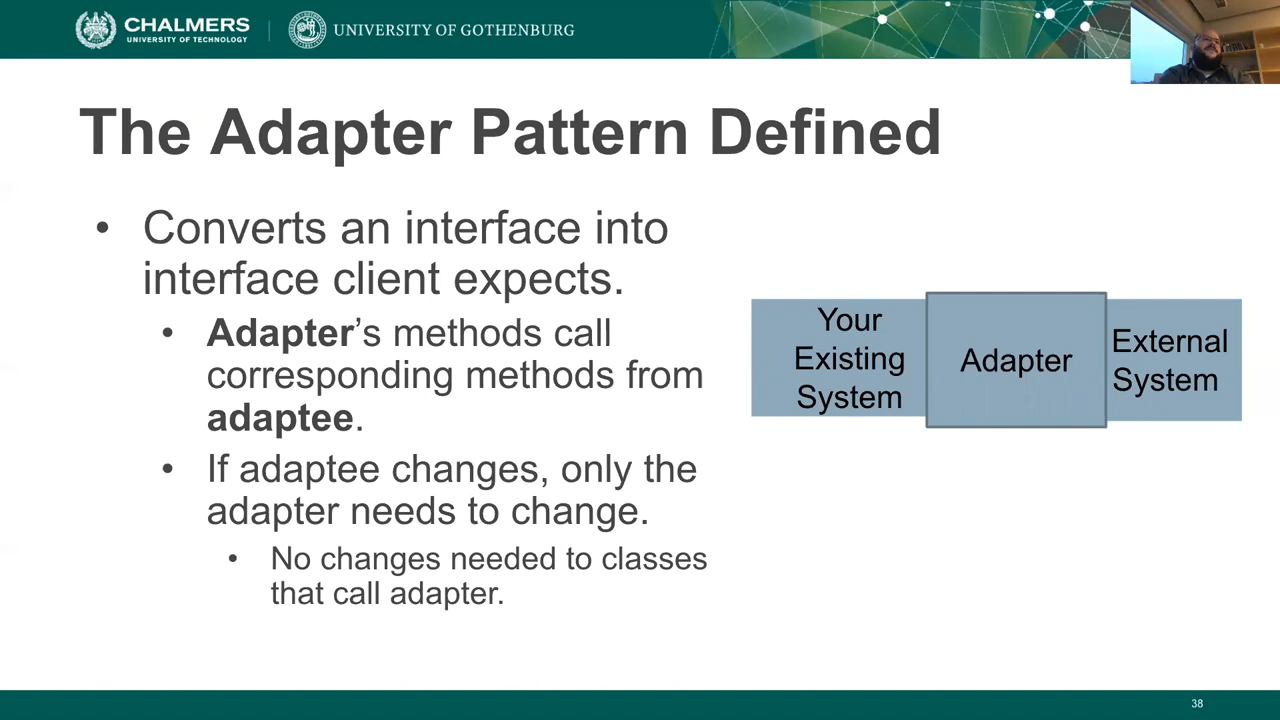 CHALMERS
UNIVERSITY OF TECHNOLOGY
UNIVERSITY OF GOTHENBURG
The Adapter Pattern Defined
• Converts an interface into
interface client expects.
• Adapter’s methods call
corresponding methods from
adaptee.
• If adaptee changes, only the
adapter needs to change.
• No changes needed to classes
that call adapter.
Your
Existing
System
Adapter
External
System
38